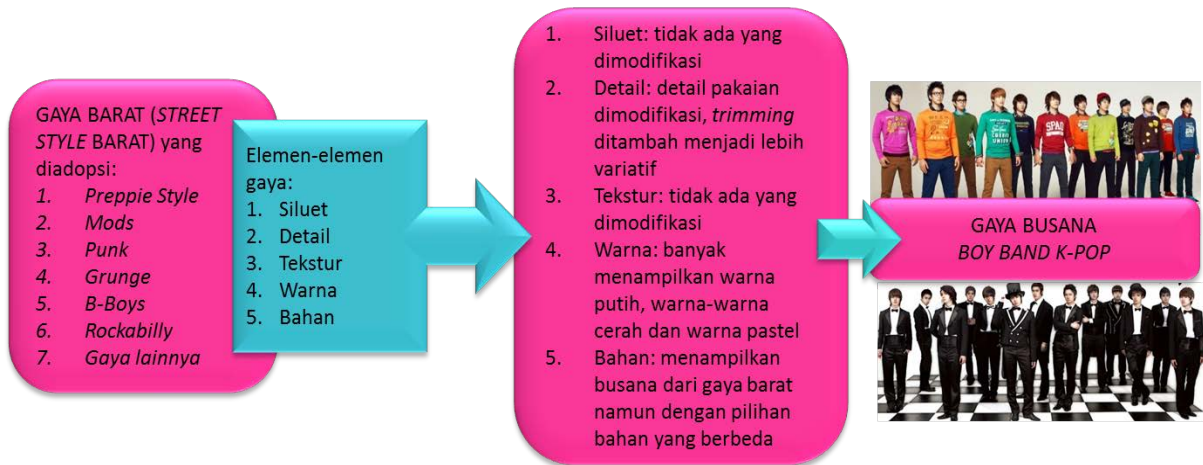 GAYA BARAT (STREET
STYLE BARAT) yang
diadopsi:
1. Preppie Style
2. Mods
3. Punk
4. Grunge
5. B-Boys
6. Rockabilly
7. Gaya lainnya
Elemen-elemen
gaya:
1. Siluet
2. Detail
3. Tekstur
4. Warna
5. Bahan
1. Siluet: tidak ada yang
dimodifikasi
2. Detail: detail pakaian
dimodifikasi, trimming
ditambah menjadi lebih
variatif
3. Tekstur: tidak ada yang
dimodifikasi
4. Warna: banyak
menampilkan warna
putih, warna-warna
cerah dan warna pastel
5. Bahan: menampilkan
busana dari gaya barat
namun dengan pilihan
bahan yang berbeda
SPAO
GAYA BUSANA
BOY BAND K-POP